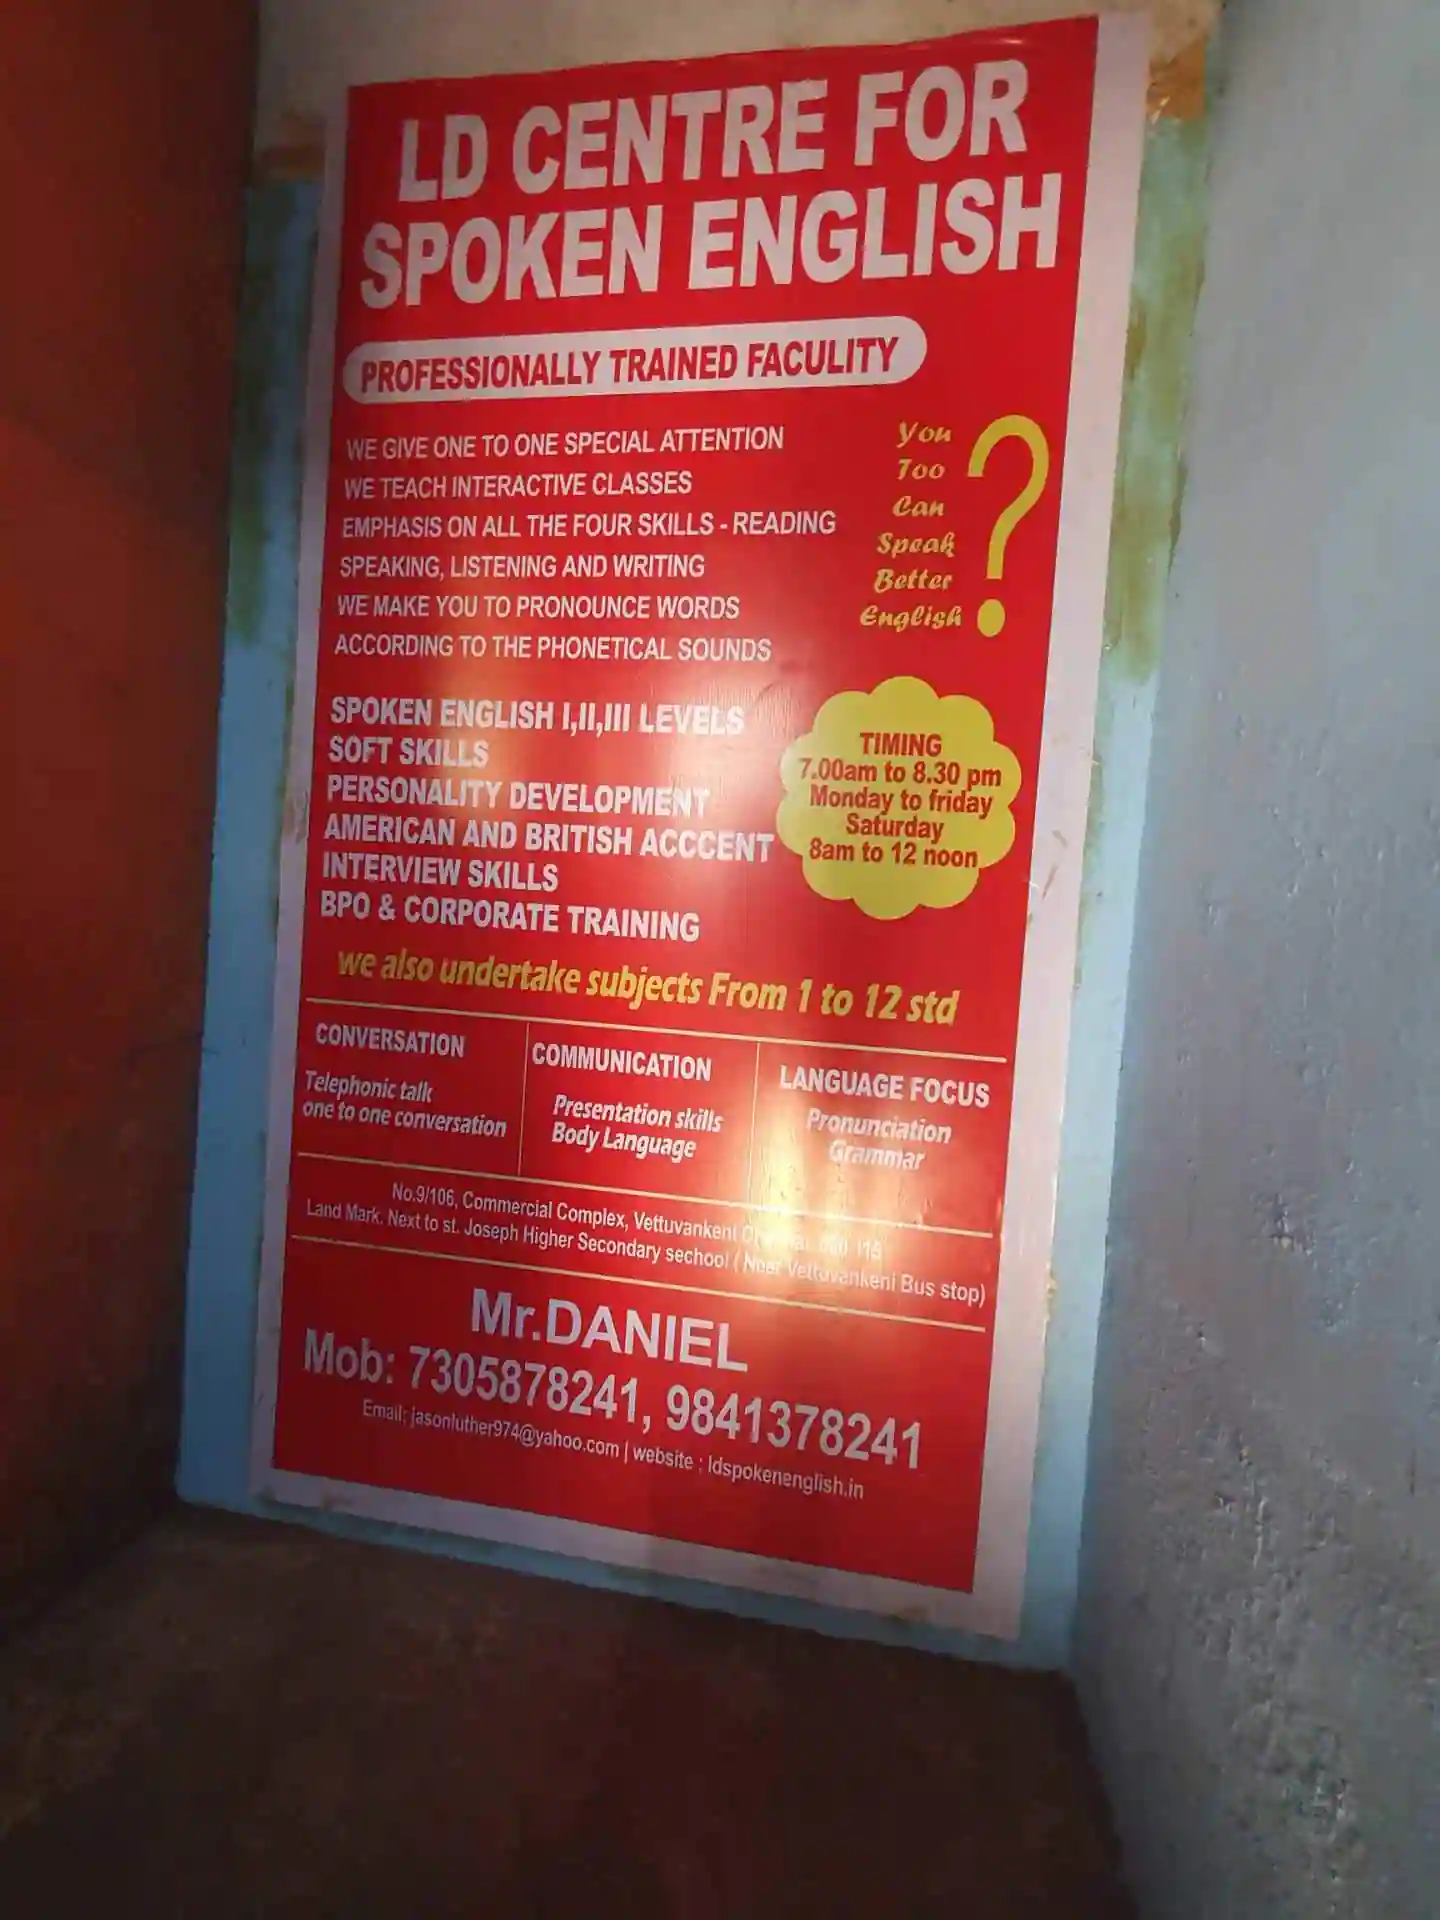 LD CENTRE FOR
SPOKEN ENGLISH
PROFESSIONALLY TRAINED FACULITY
WE GIVE ONE TO ONE SPECIAL ATTENTION
WE TEACH INTERACTIVE CLASSES
EMPHASIS ON ALL THE FOUR SKILLS - READING
SPEAKING, LISTENING AND WRITING
WE MAKE YOU TO PRONOUNCE WORDS
ACCORDING TO THE PHONETICAL SOUNDS
You
Too
Can
Speak
Better
English
?
SPOKEN ENGLISH I,II,III LEVELS
SOFT SKILLS
PERSONALITY DEVELOPMENT
AMERICAN AND BRITISH ACCCENT
INTERVIEW SKILLS
BPO & CORPORATE TRAINING
TIMING
7.00am to 8.30 pm
Monday to friday
Saturday
8am to 12 noon
we also undertake subjects From 1 to 12 std
CONVERSATION
Telephonic talk
one to one conversation
COMMUNICATION
Presentation skills
Body Language
LANGUAGE FOCUS
Pronunciation
Grammar
No.9/106, Commercial Complex, Vettuvankeni
Land Mark. Next to st. Joseph Higher Secondary sechool ( Neer Vettuvankeni Bus stop)
Mr.DANIEL
Mob: 7305878241, 9841378241
Email: jasonluther974@yahoo.com | website : ldspokenenglish.in